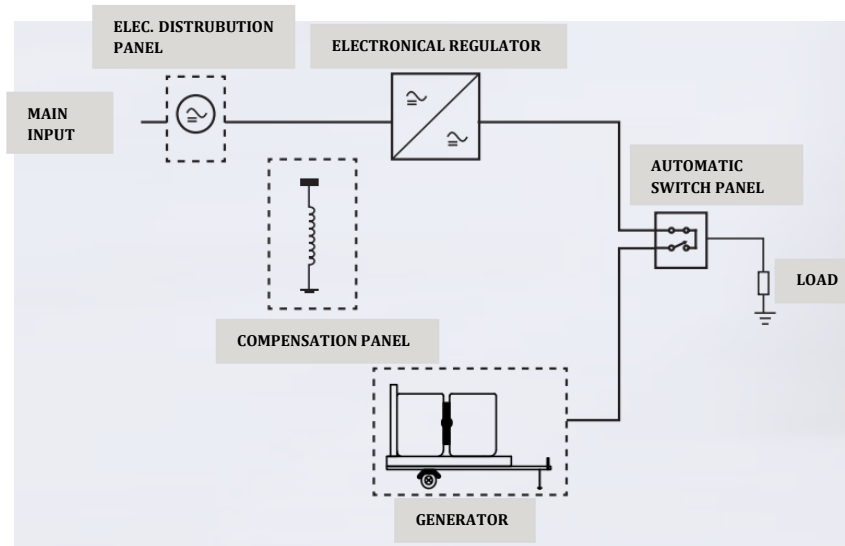 ELEC. DISTRUBUTION
PANEL
ELECTRONICAL REGULATOR
MAIN
INPUT
AUTOMATIC
SWITCH PANEL
LOAD
COMPENSATION PANEL
GENERATOR